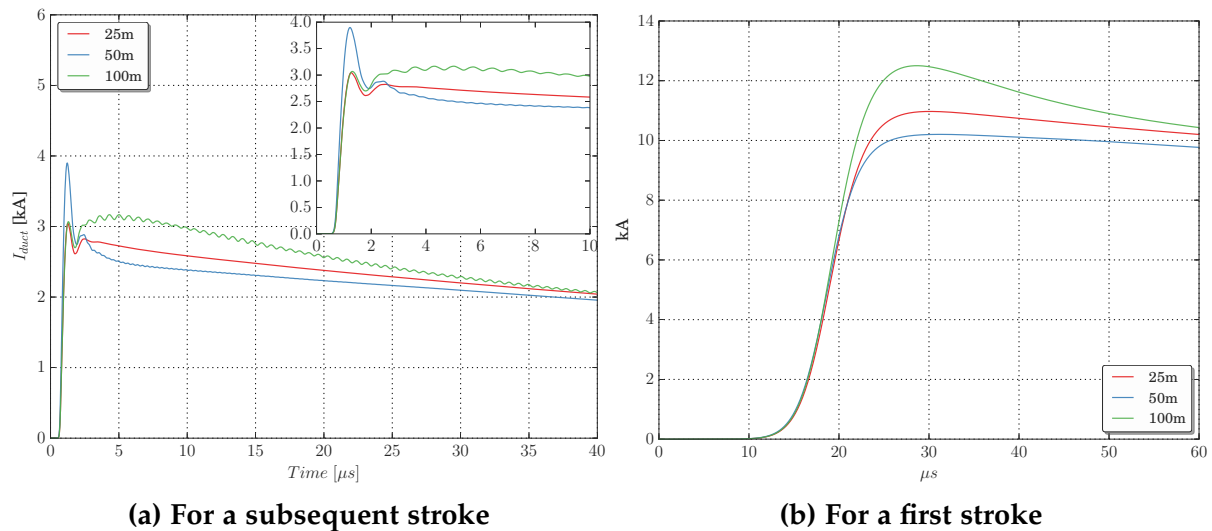 6
5
4
3
2
1
0
I_duct [kA]
25m
50m
100m
4.0
3.5
3.0
2.5
2.0
1.5
1.0
0.5
0.0
0 2 4 6 8 10
0 5 10 15 20 25 30 35 40
Time [μs]
(a) For a subsequent stroke
14
12
10
8
6
4
2
0
kA
25m
50m
100m
0 10 20 30 40 50 60
μs
(b) For a first stroke